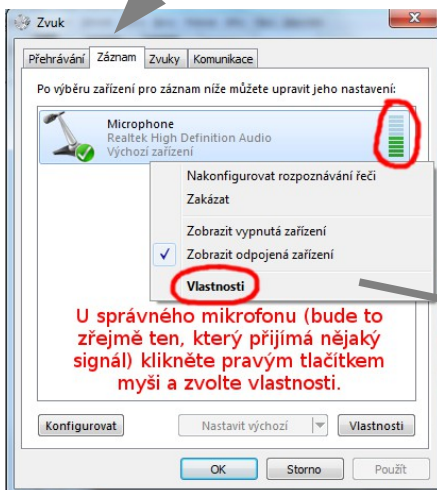 Zvuk
Přehrávání Záznam Zvuky Komunikace
Po výběru zařízení pro záznam níže můžete upravit jeho nastavení:
Microphone
Realtek High Definition Audio
Výchozí zařízení
Nakonfigurovat rozpoznávání řeči
Zakázat
Zobrazit vypnutá zařízení
Zobrazit odpojená zařízení
Vlastnosti
U správného mikrofonu (bude to
zřejmě ten, který přijímá nějaký
signál) klikněte pravým tlačítkem
myši a zvolte vlastnosti.
Konfigurovat Nastavit výchozí Vlastnosti
OK Storno Použít